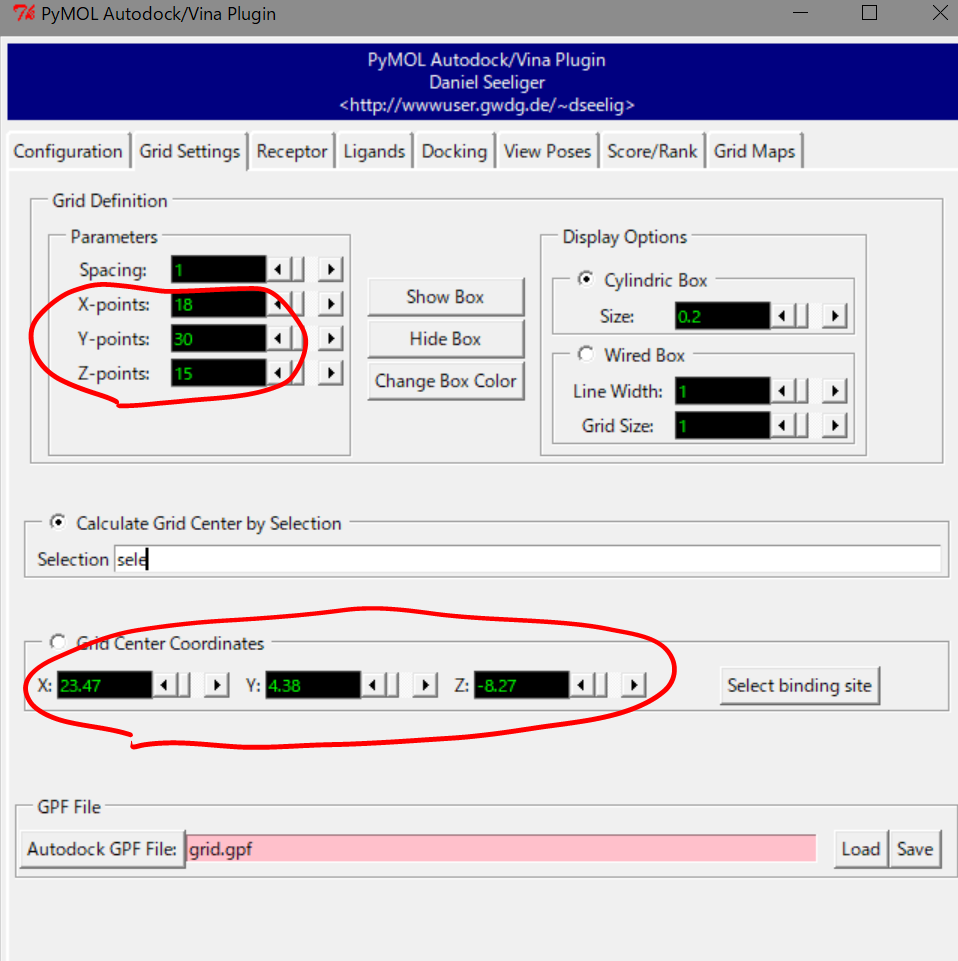 PyMOL Autodock/Vina Plugin
PyMOL Autodock/Vina Plugin
Daniel Seeliger
<http://wwwuser.gwdg.de/~dseelig>
Configuration Grid Settings Receptor Ligands Docking View Poses Score/Rank Grid Maps
Grid Definition
Parameters
Spacing: 1
X-points: 18
Y-points: 30
Z-points: 15
Show Box
Hide Box
Change Box Color
Display Options
Cylindric Box
Size: 0.2
Wired Box
Line Width: 1
Grid Size: 1
Calculate Grid Center by Selection
Selection sele
Grid Center Coordinates
X: 23.47 Y: 4.38 Z: -8.27 Select binding site
GPF File
Autodock GPF File: grid.gpf Load Save